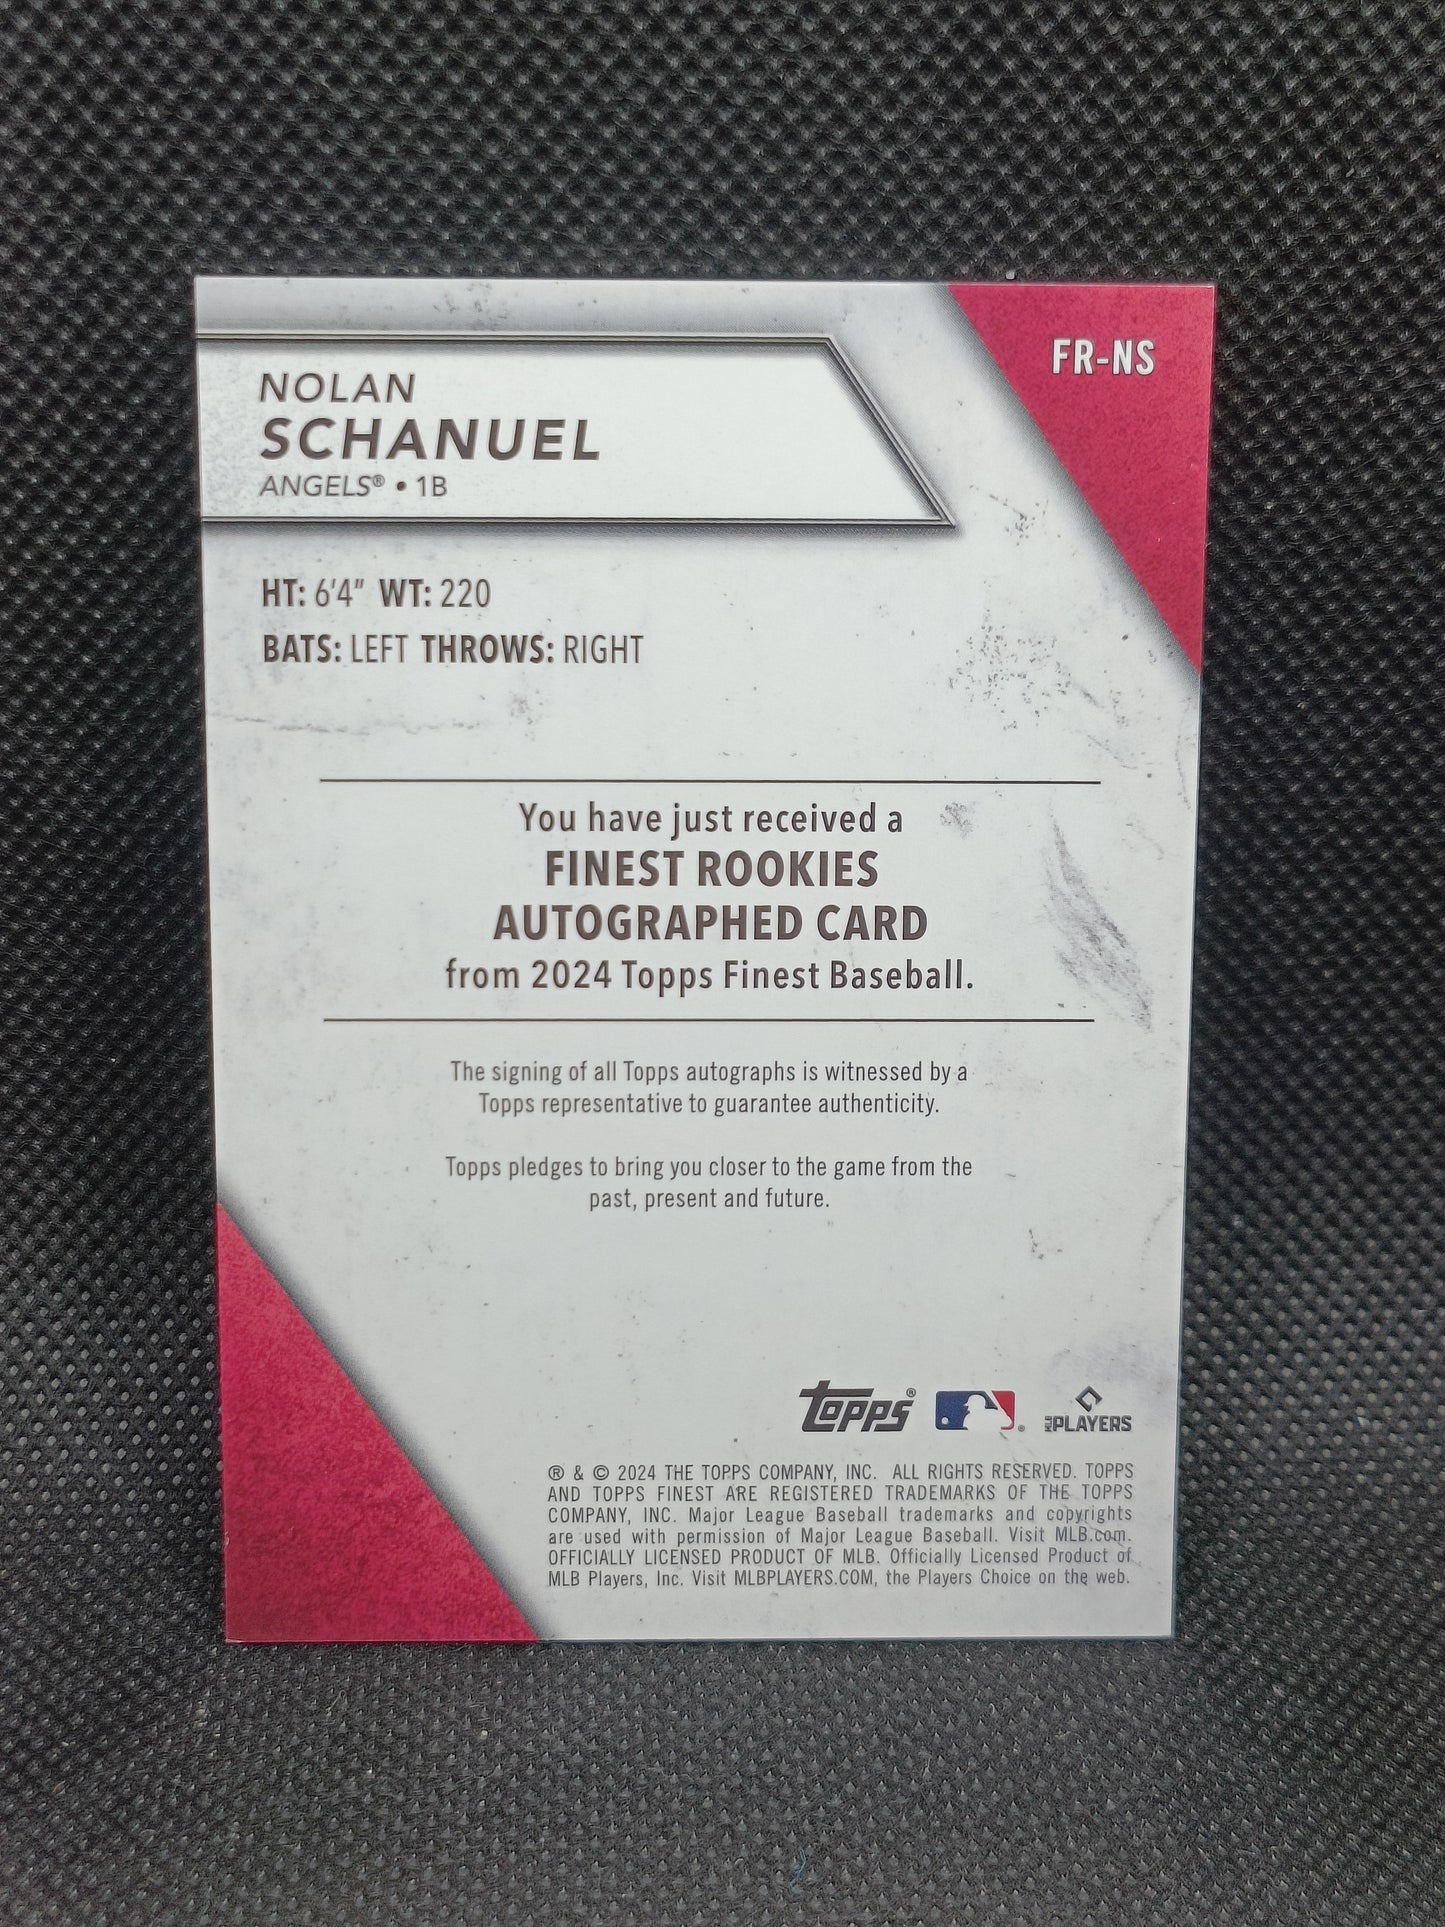 FR-NS
NOLAN
SCHANUEL
ANGELS® • 1B
HT: 6'4" WT: 220
BATS: LEFT THROWS: RIGHT
You have just received a
FINEST ROOKIES
AUTOGRAPHED CARD
from 2024 Topps Finest Baseball.
The signing of all Topps autographs is witnessed by a
Topps representative to guarantee authenticity.
Topps pledges to bring you closer to the game from the
past, present and future.
Topps® ® MLB PLAYERS
® & © 2024 THE TOPPS COMPANY, INC. ALL RIGHTS RESERVED. TOPPS
AND TOPPS FINEST ARE REGISTERED TRADEMARKS OF THE TOPPS
COMPANY, INC. Major League Baseball trademarks and copyrights
are used with permission of Major League Baseball. Visit MLB.com.
OFFICIALLY LICENSED PRODUCT OF MLB. Officially Licensed Product of
MLB Players, Inc. Visit MLBPLAYERS.COM, the Players Choice on the web.